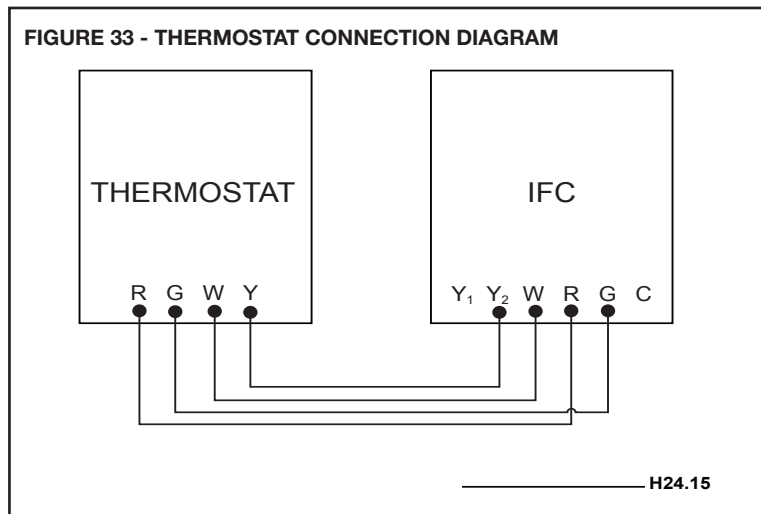 FIGURE 33 - THERMOSTAT CONNECTION DIAGRAM
THERMOSTAT
IFC
R G W Y
Y₁ Y₂ W R G C
H24.15